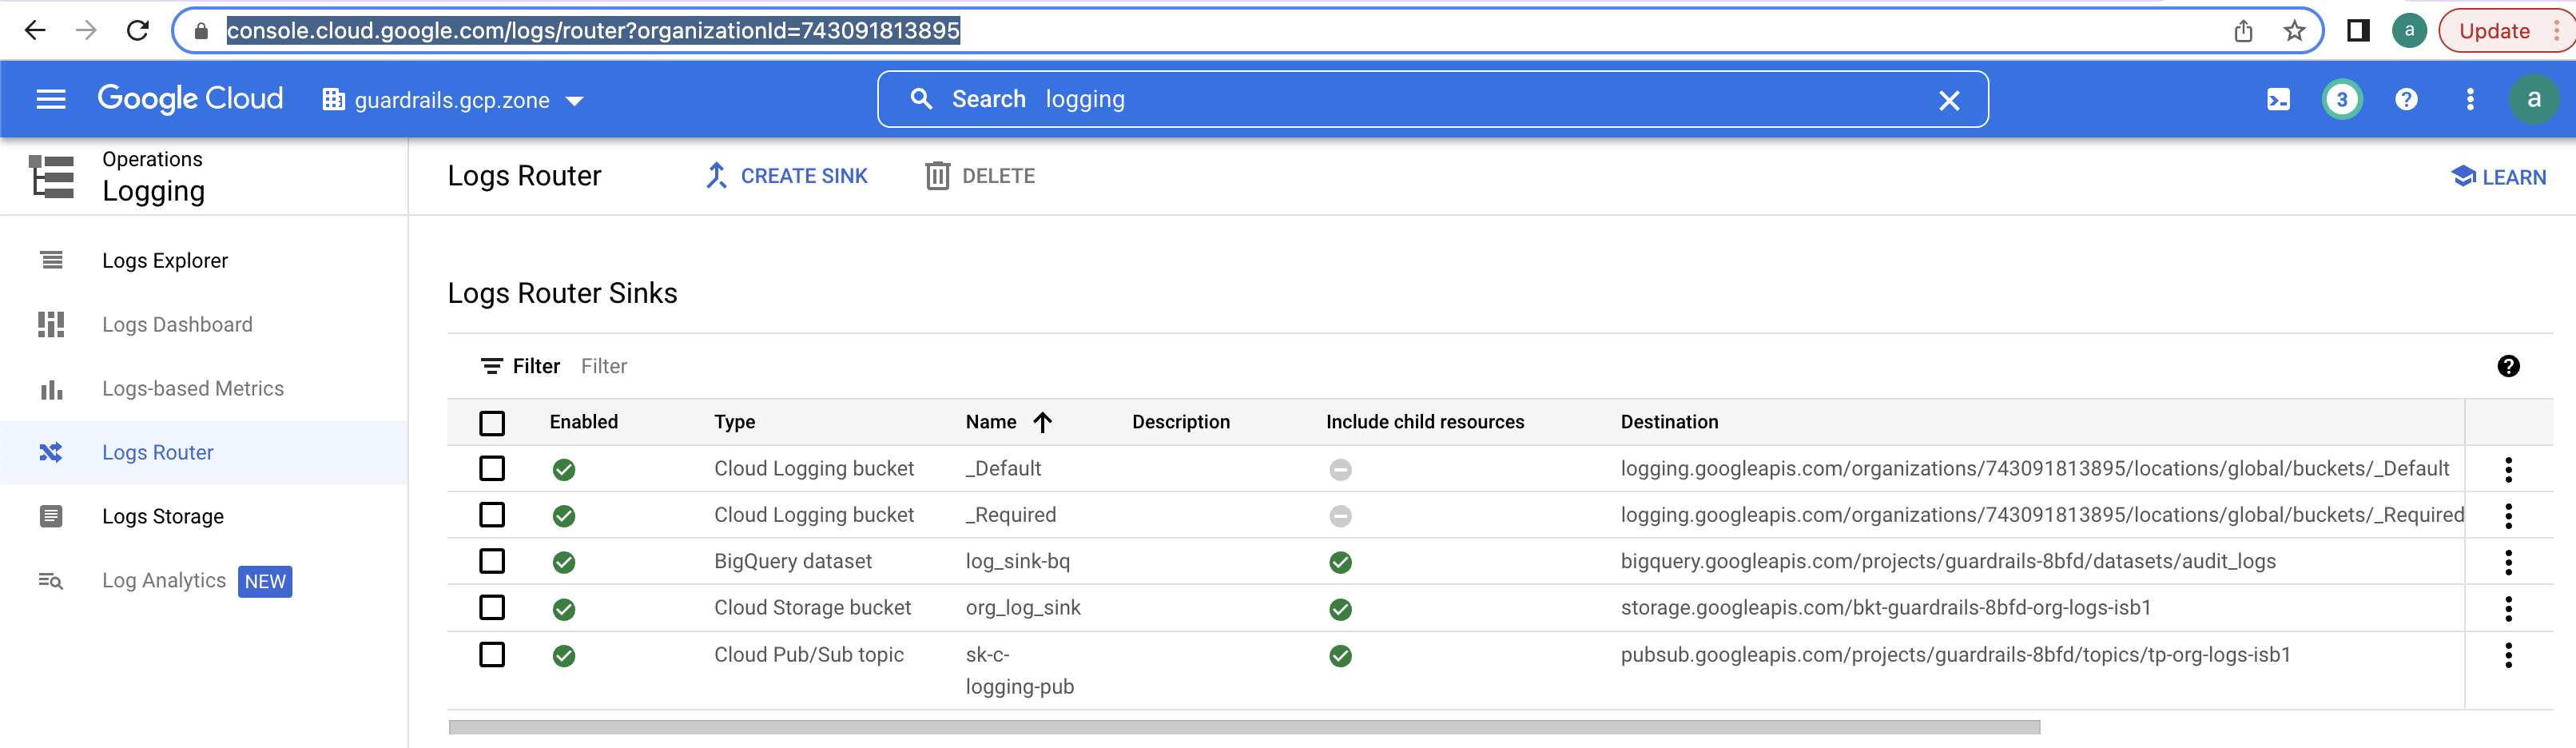 console.cloud.google.com/logs/router?organizationId=743091813895
a
Update
Google Cloud
guardrails.gcp.zone
Search logging
3
?
a
Operations
Logging
Logs Router
CREATE SINK
DELETE
LEARN
Logs Explorer
Logs Dashboard
Logs-based Metrics
Logs Router
Logs Storage
Log Analytics NEW
Logs Router Sinks
Filter Filter
?
Enabled Type Name Description Include child resources Destination
Cloud Logging bucket _Default logging.googleapis.com/organizations/743091813895/locations/global/buckets/_Default
Cloud Logging bucket _Required logging.googleapis.com/organizations/743091813895/locations/global/buckets/_Required
BigQuery dataset log_sink-bq bigquery.googleapis.com/projects/guardrails-8bfd/datasets/audit_logs
Cloud Storage bucket org_log_sink storage.googleapis.com/bkt-guardrails-8bfd-org-logs-isb1
Cloud Pub/Sub topic sk-c- pubsub.googleapis.com/projects/guardrails-8bfd/topics/tp-org-logs-isb1
logging-pub